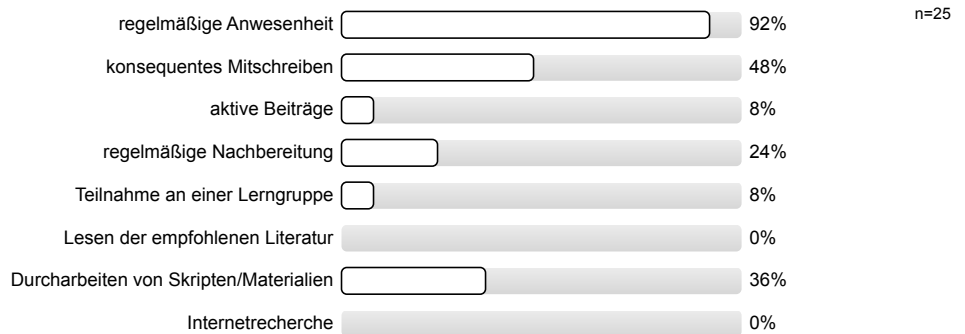 n=25
regelmäßige Anwesenheit 92%
konsequentes Mitschreiben 48%
aktive Beiträge 8%
regelmäßige Nachbereitung 24%
Teilnahme an einer Lerngruppe 8%
Lesen der empfohlenen Literatur 0%
Durcharbeiten von Skripten/Materialien 36%
Internetrecherche 0%